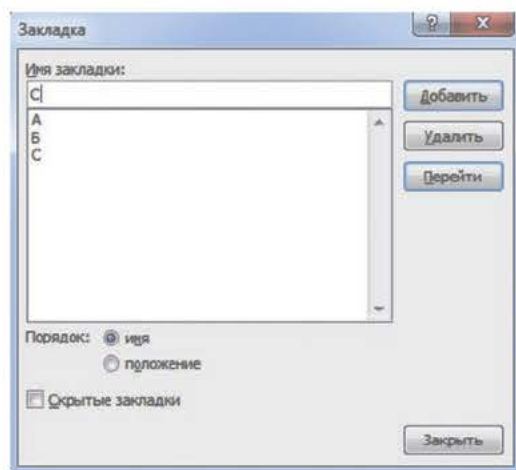 Закладка
Имя закладки:
С
Добавить
А
Б
С
Удалить
Перейти
Порядок:
имя
положение
Скрытые закладки
Закрыть